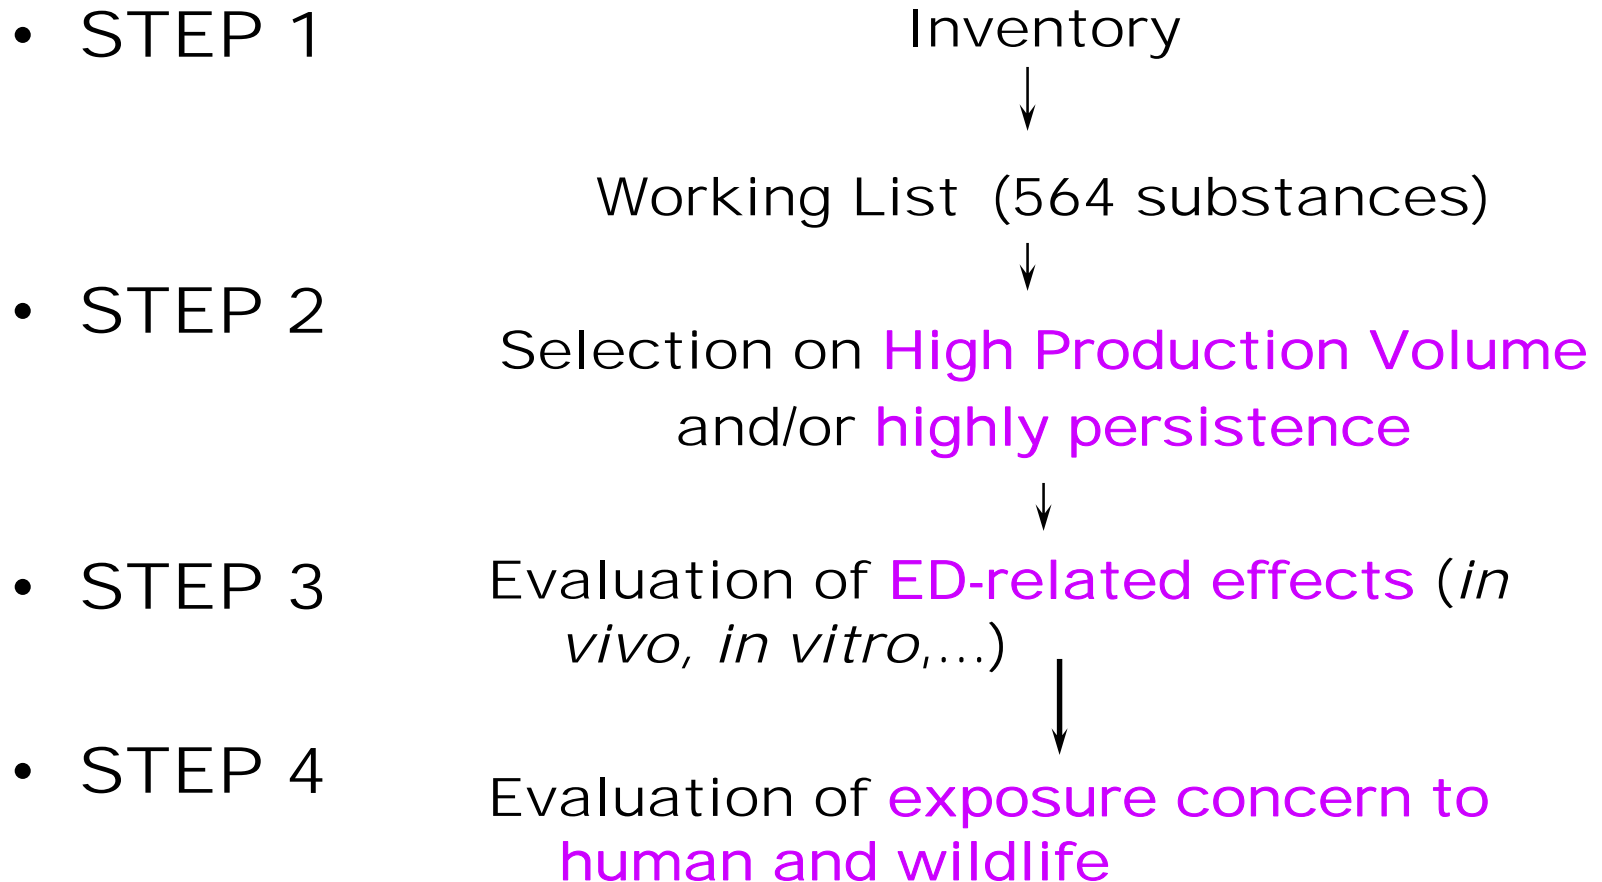 • STEP 1
Inventory
Working List (564 substances)
• STEP 2
Selection on High Production Volume
and/or highly persistence
• STEP 3
Evaluation of ED-related effects (in
vivo, in vitro,...)
• STEP 4
Evaluation of exposure concern to
human and wildlife